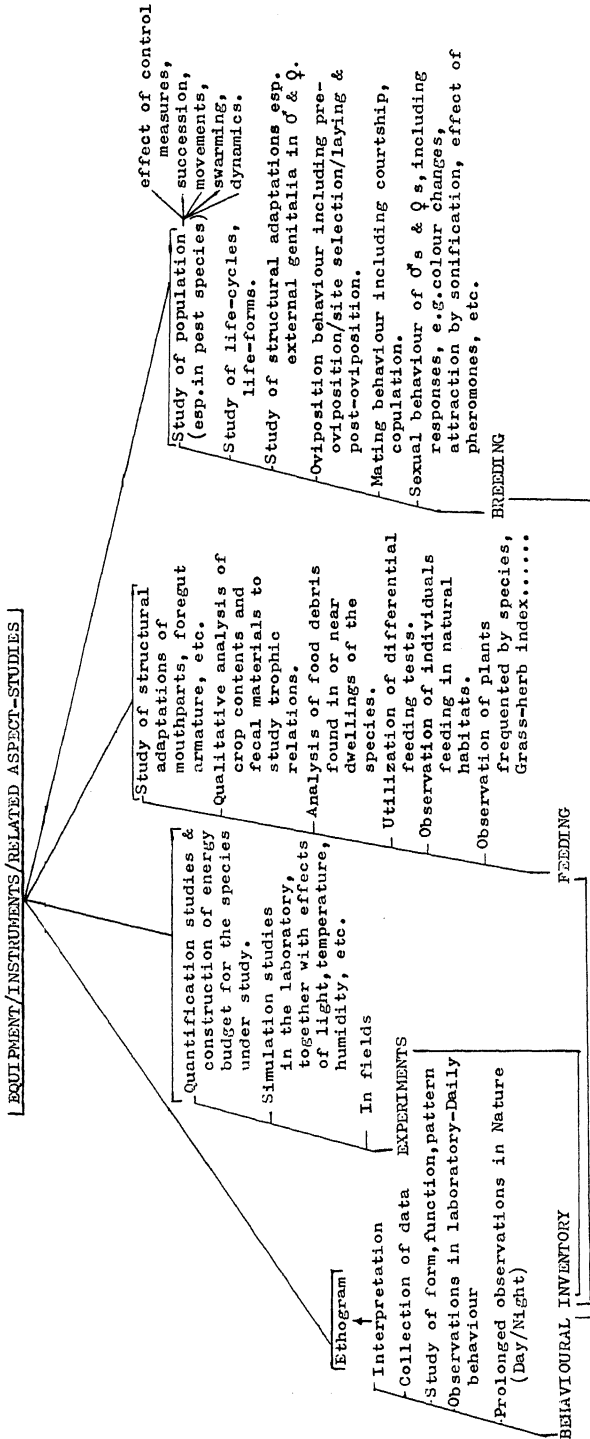 EQUIPMENT/INSTRUMENTS/RELATED ASPECT-STUDIES
Ethogram
Interpretation
Collection of data
Study of form,function,pattern
Observations in laboratory-Daily
behaviour
Prolonged observations in Nature
(Day/Night)
BEHAVIOURAL INVENTORY
Quantification studies &
construction of energy
budget for the species
under study.
Simulation studies
in the laboratory,
together with effects
of light,temperature,
humidity, etc.
In fields
EXPERIMENTS
Study of structural
adaptations of
mouthparts, foregut
armature, etc.
Qualitative analysis of
crop contents and
fecal materials to
study trophic
relations.
Analysis of food debris
found in or near
dwellings of the
species.
Utilization of differential
feeding tests.
Observation of individuals
feeding in natural
habitats.
Observation of plants
frequented by species,
Grass-herb index......
FEEDING
Study of population
(esp.in pest species)
effect of control
measures,
succession,
movements,
swarming,
dynamics.
Study of life-cycles,
life-forms.
Study of structural adaptations esp.
external genitalia in ♂ & ♀.
Oviposition behaviour including pre-
oviposition/site selection/laying &
post-oviposition.
Mating behaviour including courtship,
copulation.
Sexual behaviour of ♂s & ♀s, including
responses, e.g.colour changes,
attraction by sonification, effect of
pheromones, etc.
BREEDING